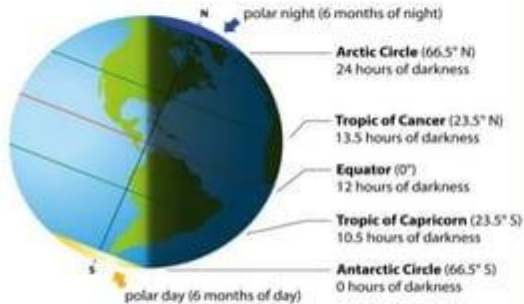 N
polar night (6 months of night)
Arctic Circle (66.5° N)
24 hours of darkness
Tropic of Cancer (23.5° N)
13.5 hours of darkness
Equator (0°)
12 hours of darkness
Tropic of Capricorn (23.5° S)
10.5 hours of darkness
Antarctic Circle (66.5° S)
0 hours of darkness
S
polar day (6 months of day)